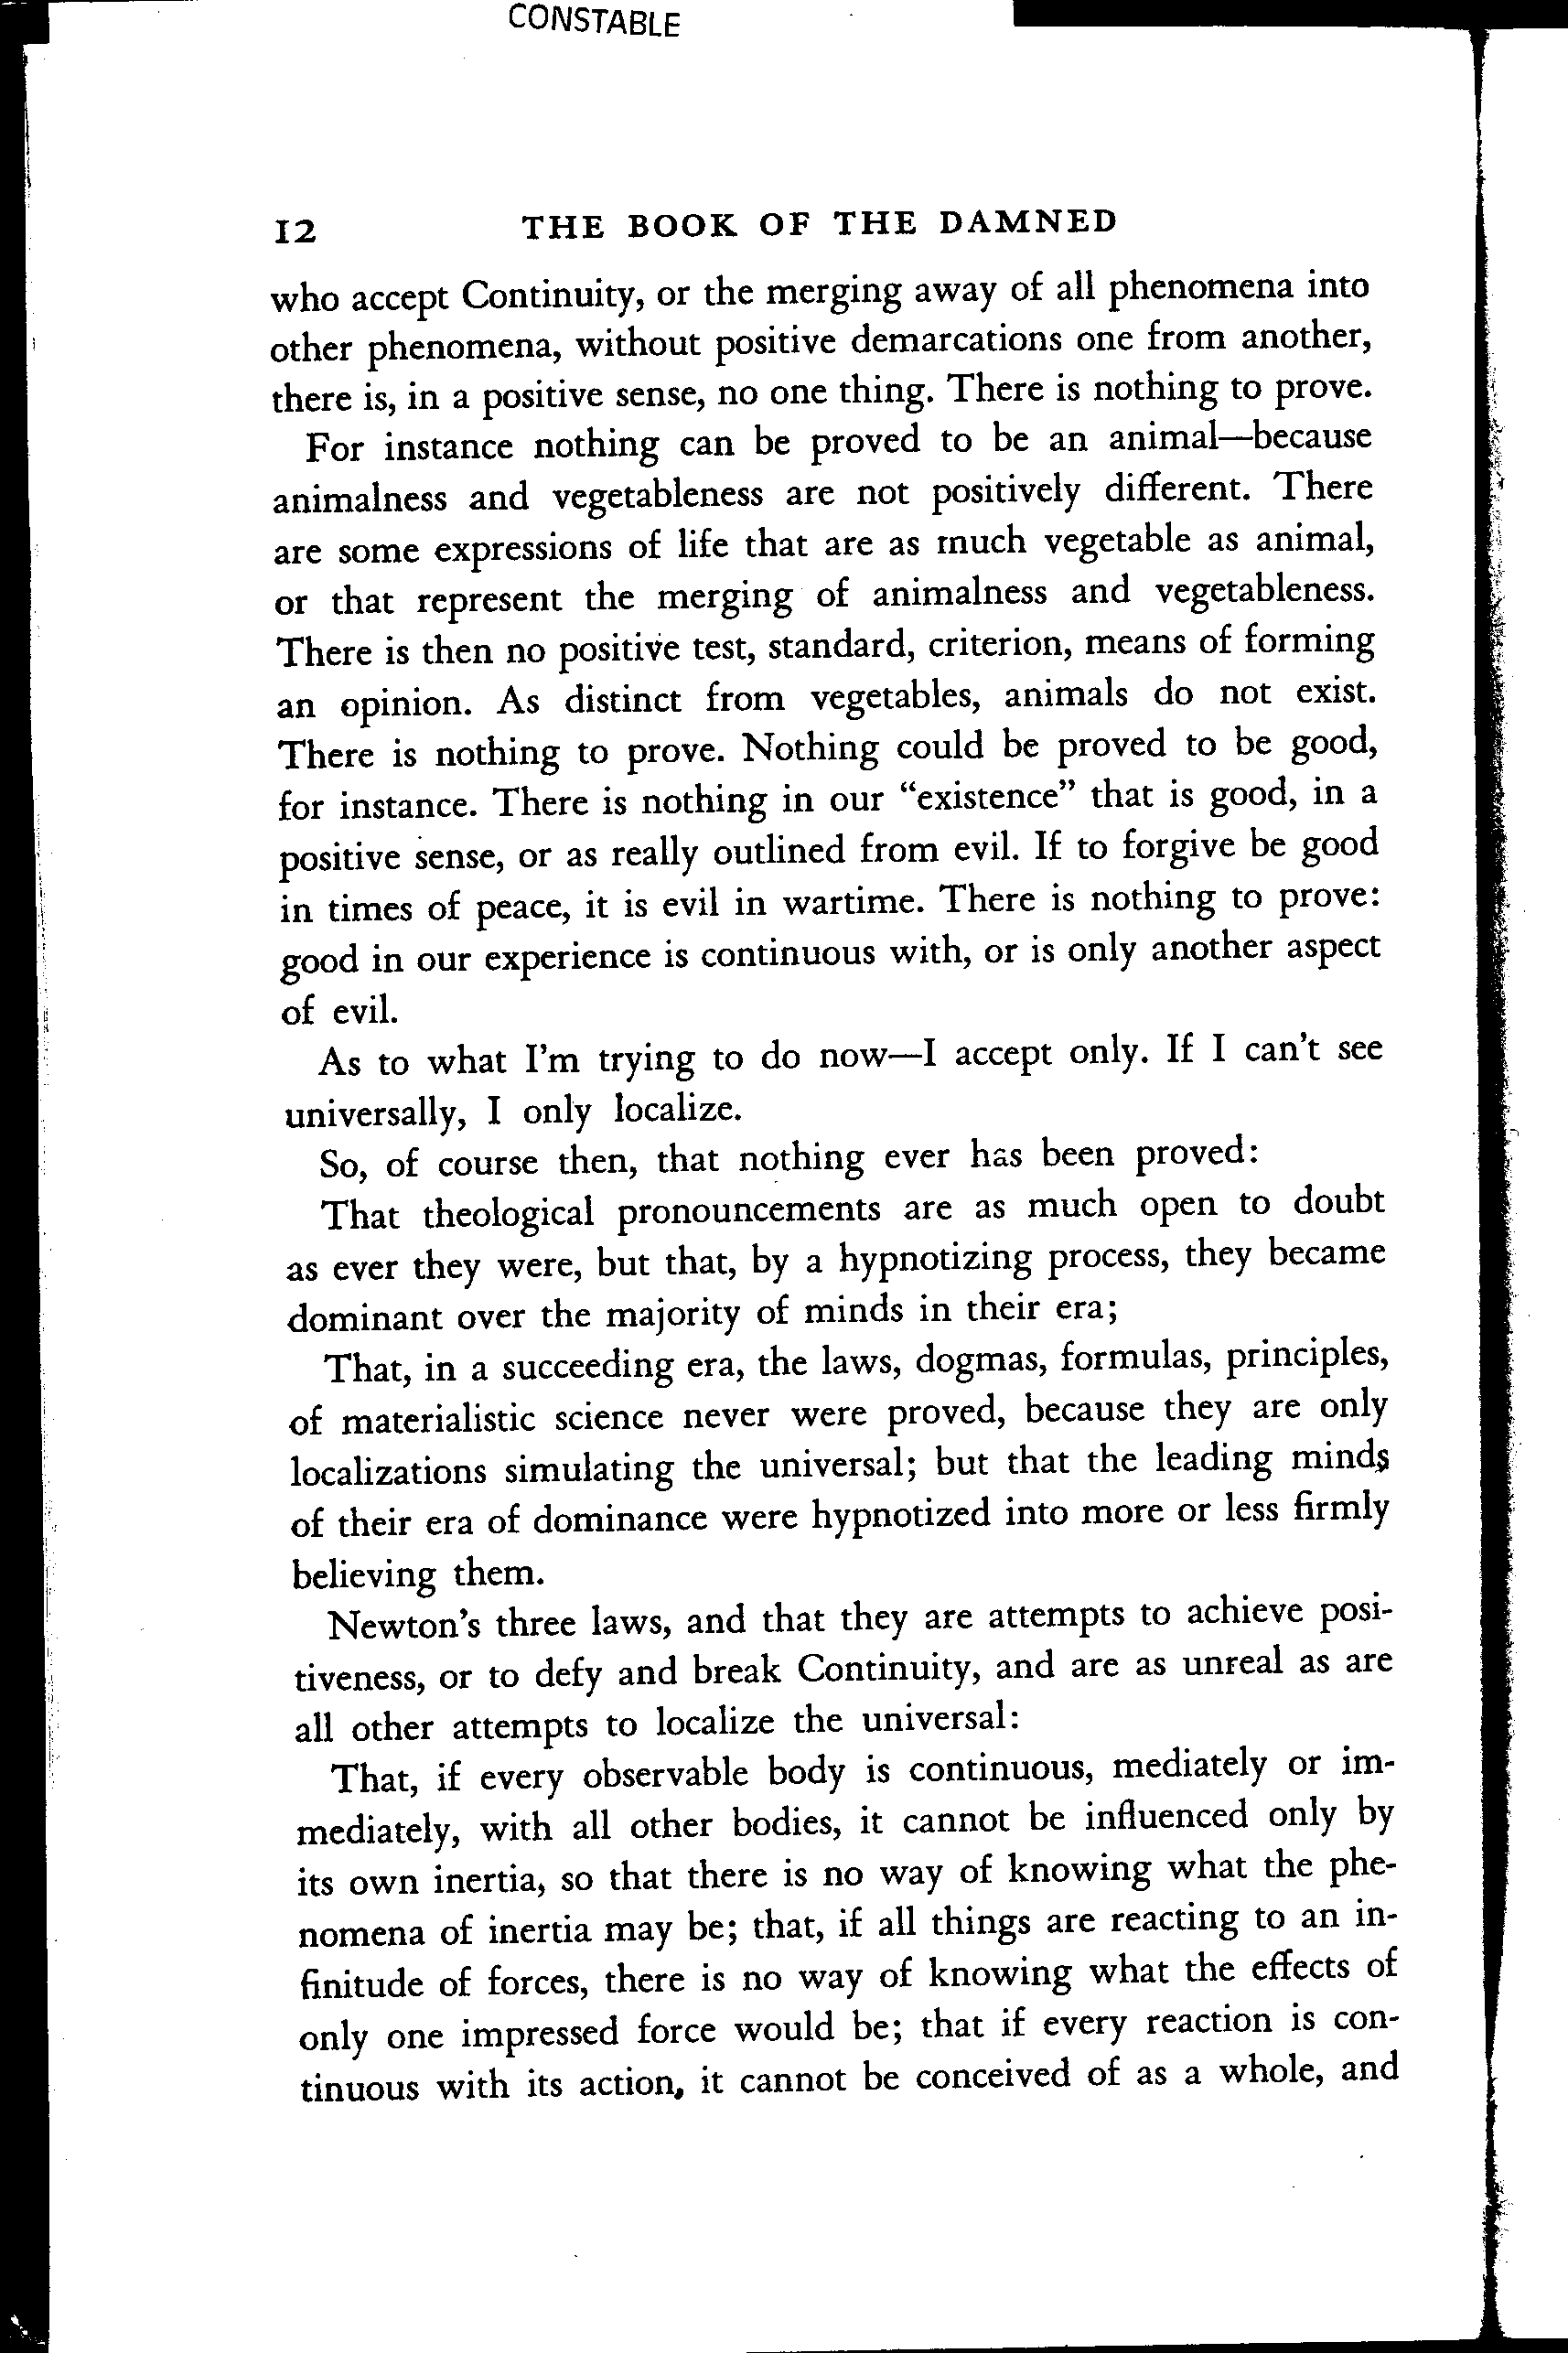 CONSTABLE
12 THE BOOK OF THE DAMNED
who accept Continuity, or the merging away of all phenomena into
other phenomena, without positive demarcations one from another,
there is, in a positive sense, no one thing. There is nothing to prove.
For instance nothing can be proved to be an animal—because
animalness and vegetableness are not positively different. There
are some expressions of life that are as much vegetable as animal,
or that represent the merging of animalness and vegetableness.
There is then no positive test, standard, criterion, means of forming
an opinion. As distinct from vegetables, animals do not exist.
There is nothing to prove. Nothing could be proved to be good,
for instance. There is nothing in our “existence” that is good, in a
positive sense, or as really outlined from evil. If to forgive be good
in times of peace, it is evil in wartime. There is nothing to prove:
good in our experience is continuous with, or is only another aspect
of evil.
As to what I’m trying to do now—I accept only. If I can’t see
universally, I only localize.
So, of course then, that nothing ever has been proved:
That theological pronouncements are as much open to doubt
as ever they were, but that, by a hypnotizing process, they became
dominant over the majority of minds in their era;
That, in a succeeding era, the laws, dogmas, formulas, principles,
of materialistic science never were proved, because they are only
localizations simulating the universal; but that the leading minds
of their era of dominance were hypnotized into more or less firmly
believing them.
Newton’s three laws, and that they are attempts to achieve posi-
tiveness, or to defy and break Continuity, and are as unreal as are
all other attempts to localize the universal:
That, if every observable body is continuous, mediately or im-
mediately, with all other bodies, it cannot be influenced only by
its own inertia, so that there is no way of knowing what the phe-
nomena of inertia may be; that, if all things are reacting to an in-
finitude of forces, there is no way of knowing what the effects of
only one impressed force would be; that if every reaction is con-
tinuous with its action, it cannot be conceived of as a whole, and